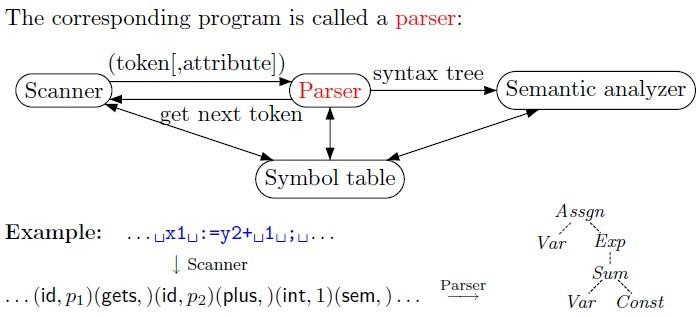 The corresponding program is called a parser:
(token[,attribute])
Scanner
Parser
syntax tree
Semantic analyzer
get next token
Symbol table
Example: ...␣x1␣:=y2+␣1␣;␣...
↓ Scanner
...(id, p₁)(gets, )(id, p₂)(plus, )(int, 1)(sem, )... Parser ⟶
Assgn
Var Exp
Sum
Var Const